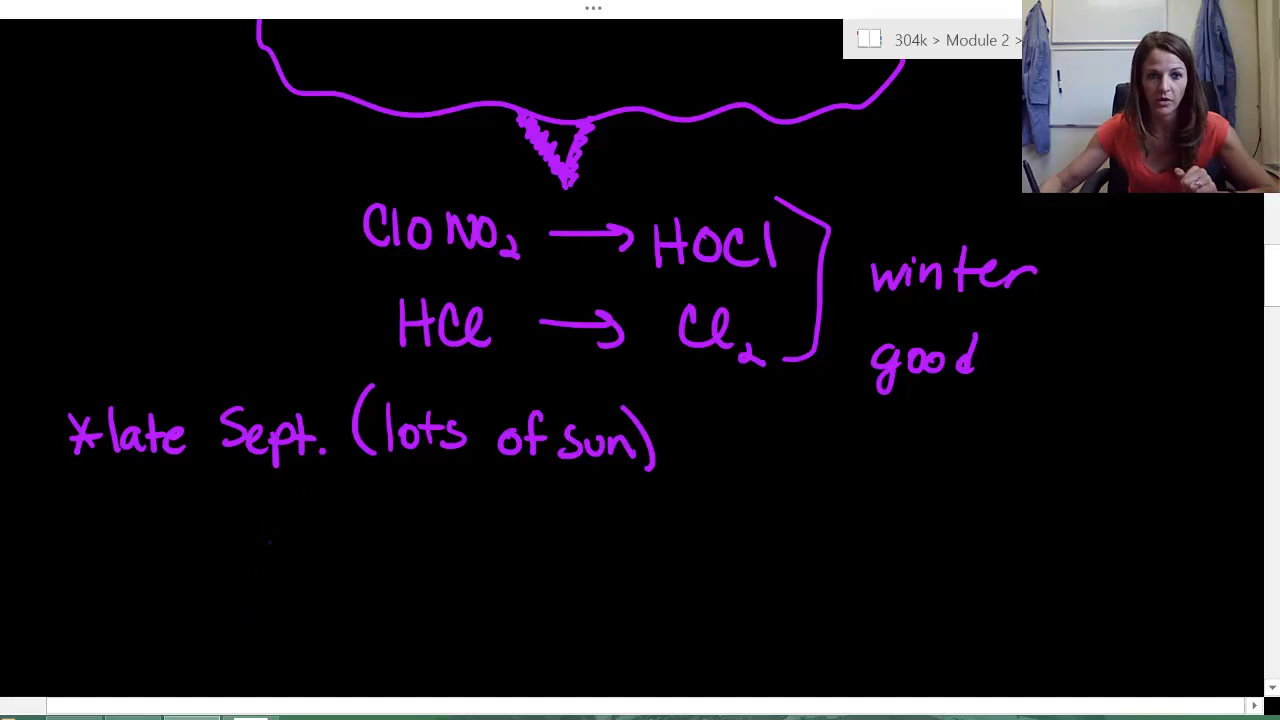 304k > Module 2 >
ClONO₂ → HOCl
HCl → Cl₂
winter
good
*late Sept. (lots of sun)